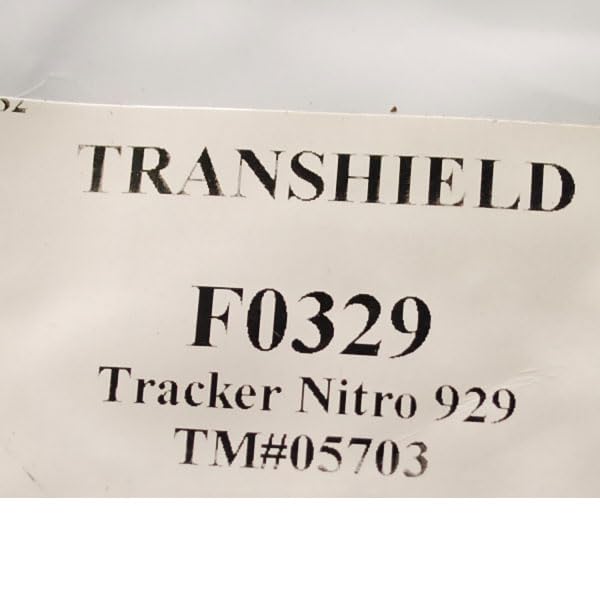 TRANSHIELD
F0329
Tracker Nitro 929
TM#05703